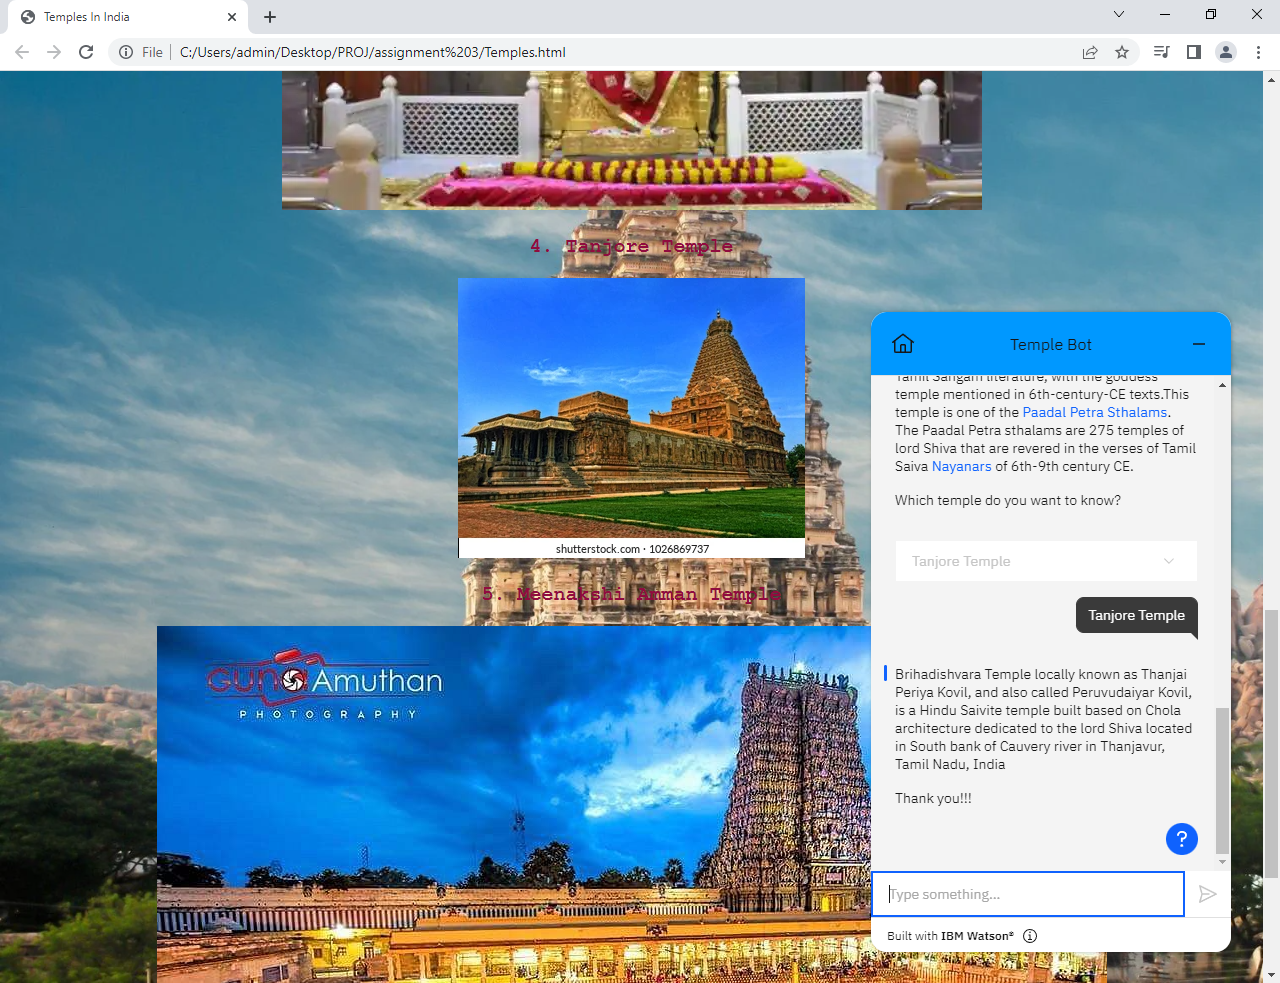 Temples In India
File
C:/Users/admin/Desktop/PROJ/assignment%203/Temples.html
4. Tanjore Temple
shutterstock.com · 1026869737
5. Meenakshi Amman Temple
GUNA Amuthan
PHOTOGRAPHY
Temple Bot
Tamil Sangam literature, with the goddess
temple mentioned in 6th-century-CE texts.This
temple is one of the Paadal Petra Sthalams.
The Paadal Petra sthalams are 275 temples of
lord Shiva that are revered in the verses of Tamil
Saiva Nayanars of 6th-9th century CE.
Which temple do you want to know?
Tanjore Temple
Tanjore Temple
Brihadishvara Temple locally known as Thanjai
Periya Kovil, and also called Peruvudaiyar Kovil,
is a Hindu Saivite temple built based on Chola
architecture dedicated to the lord Shiva located
in South bank of Cauvery river in Thanjavur,
Tamil Nadu, India
Thank you!!!
?
Type something...
Built with IBM Watson®